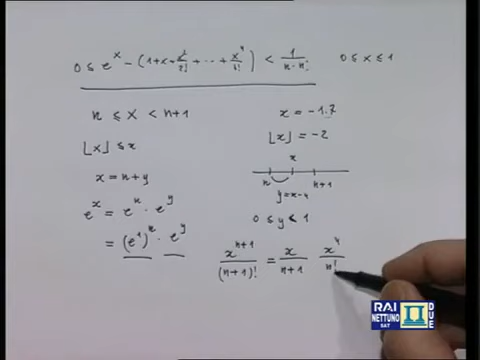 0 ≤ e^x - (1+x+x²/2!+⋯+x^n/n!) < 1/(n·n!)   0 ≤ x ≤ 1
n ≤ x < n+1   x = -1.7
⌊x⌋ ≤ x   ⌊x⌋ = -2
x
x = n+y   n   n+1
y=x-n
e^x = e^n · e^y   0 ≤ y < 1
= (e^1)^n · e^y   x^(n+1)/(n+1)! = x/(n+1)   x^n/n!
RAI
NETTUNO
SAT
DUE